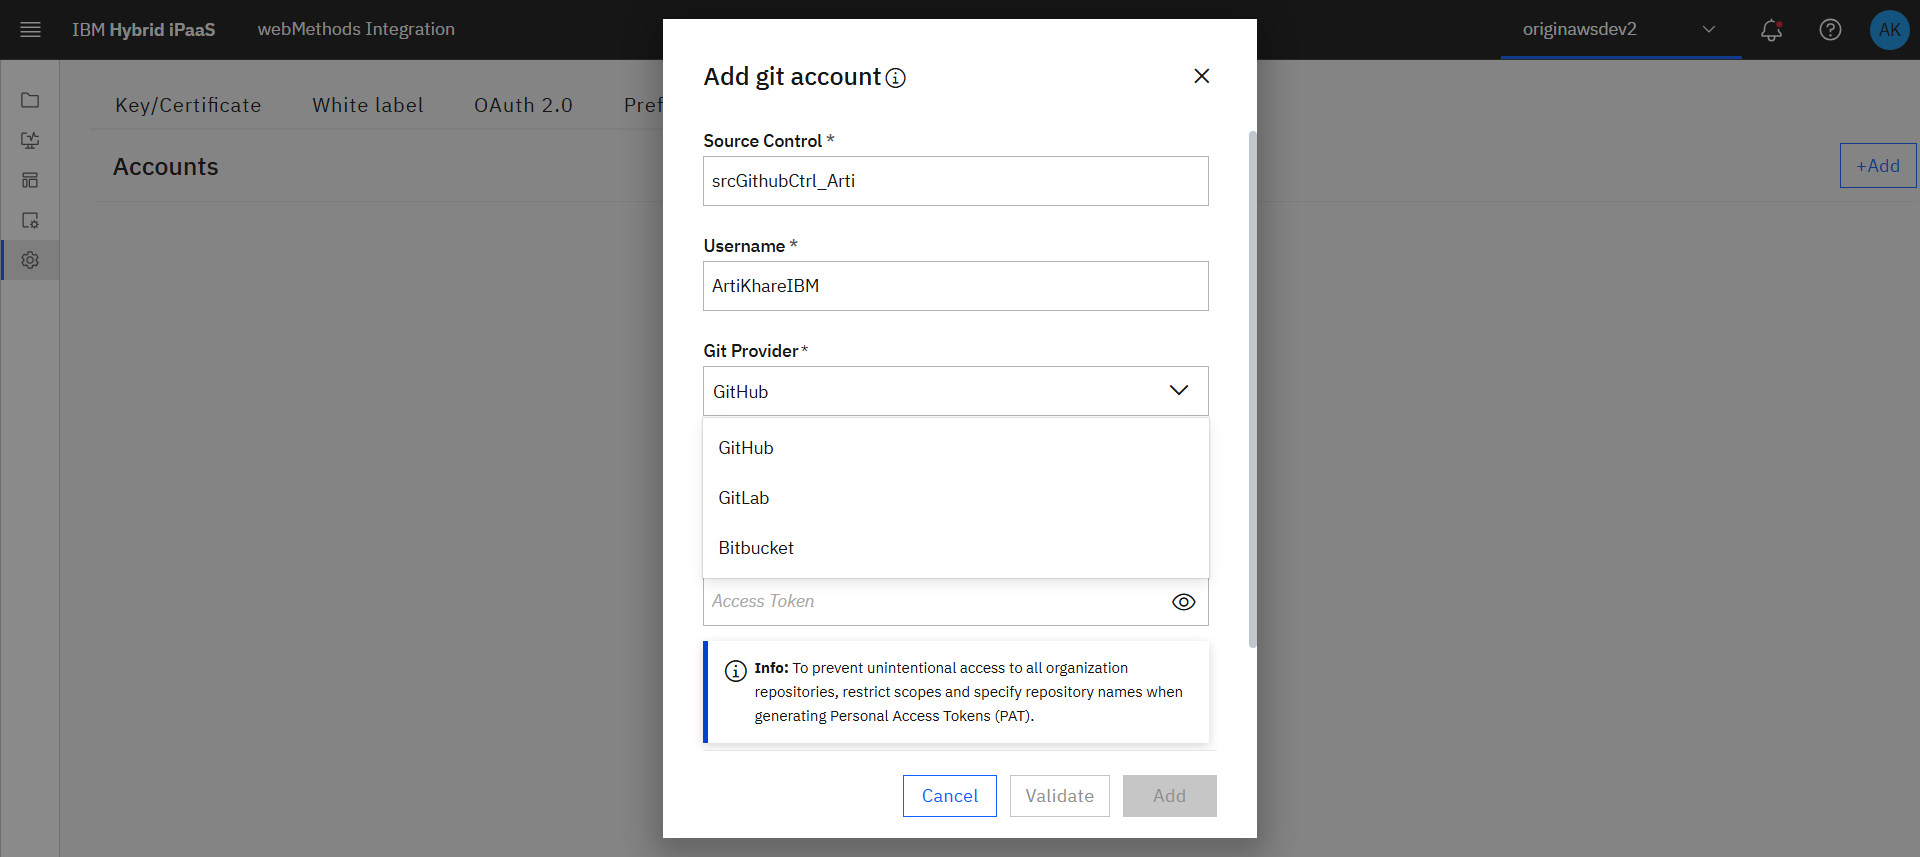 IBM Hybrid iPaaS webMethods Integration originawsdev2 AK
Key/Certificate White label OAuth 2.0 Pref
Accounts
+Add
Add git account
Source Control *
srcGithubCtrl_Arti
Username *
ArtiKhareIBM
Git Provider*
GitHub
GitHub
GitLab
Bitbucket
Access Token
Info: To prevent unintentional access to all organization
repositories, restrict scopes and specify repository names when
generating Personal Access Tokens (PAT).
Cancel Validate Add